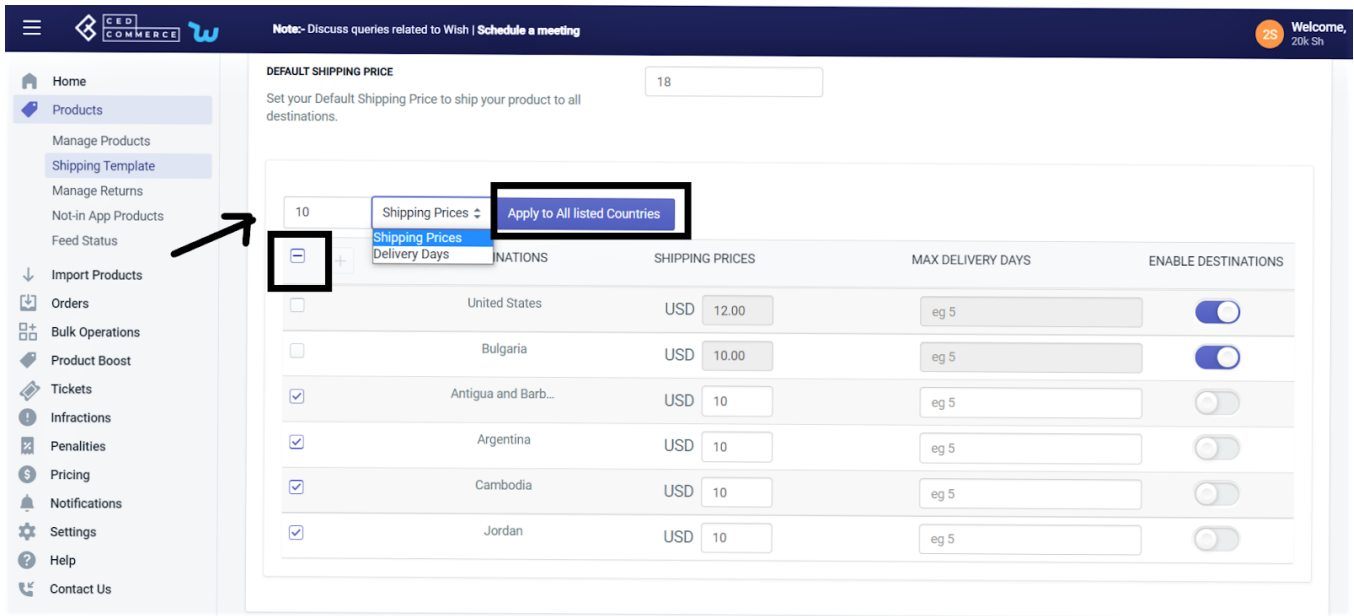 CED
COMMERCE
Note:- Discuss queries related to Wish | Schedule a meeting
2S
Welcome,
20k Sh
Home
Products
Manage Products
Shipping Template
Manage Returns
Not-in App Products
Feed Status
Import Products
Orders
Bulk Operations
Product Boost
Tickets
Infractions
Penalities
Pricing
Notifications
Settings
Help
Contact Us
DEFAULT SHIPPING PRICE
Set your Default Shipping Price to ship your product to all
destinations.
18
10
Shipping Prices
Apply to All listed Countries
Shipping Prices
Delivery Days
INATIONS
SHIPPING PRICES
MAX DELIVERY DAYS
ENABLE DESTINATIONS
United States
USD
12.00
eg 5
Bulgaria
USD
10.00
eg 5
Antigua and Barb...
USD
10
eg 5
Argentina
USD
10
eg 5
Cambodia
USD
10
eg 5
Jordan
USD
10
eg 5